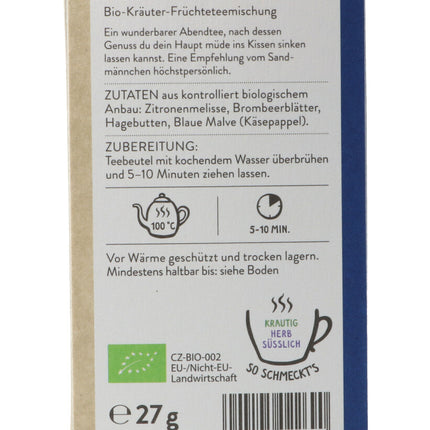 Bio-Kräuter-Früchteteemischung
Ein wunderbarer Abendtee, nach dessen
Genuss du dein Haupt müde ins Kissen sinken
lassen kannst. Eine Empfehlung vom Sand-
männchen höchstpersönlich.
ZUTATEN aus kontrolliert biologischem
Anbau: Zitronenmelisse, Brombeerblätter,
Hagebutten, Blaue Malve (Käsepappel).
ZUBEREITUNG:
Teebeutel mit kochendem Wasser überbrühen
und 5–10 Minuten ziehen lassen.
100 °C
5-10 MIN.
Vor Wärme geschützt und trocken lagern.
Mindestens haltbar bis: siehe Boden
KRAUTIG
HERB
SÜSSLICH
SO SCHMECKT'S
CZ-BIO-002
EU-/Nicht-EU-
Landwirtschaft
℮ 27 g